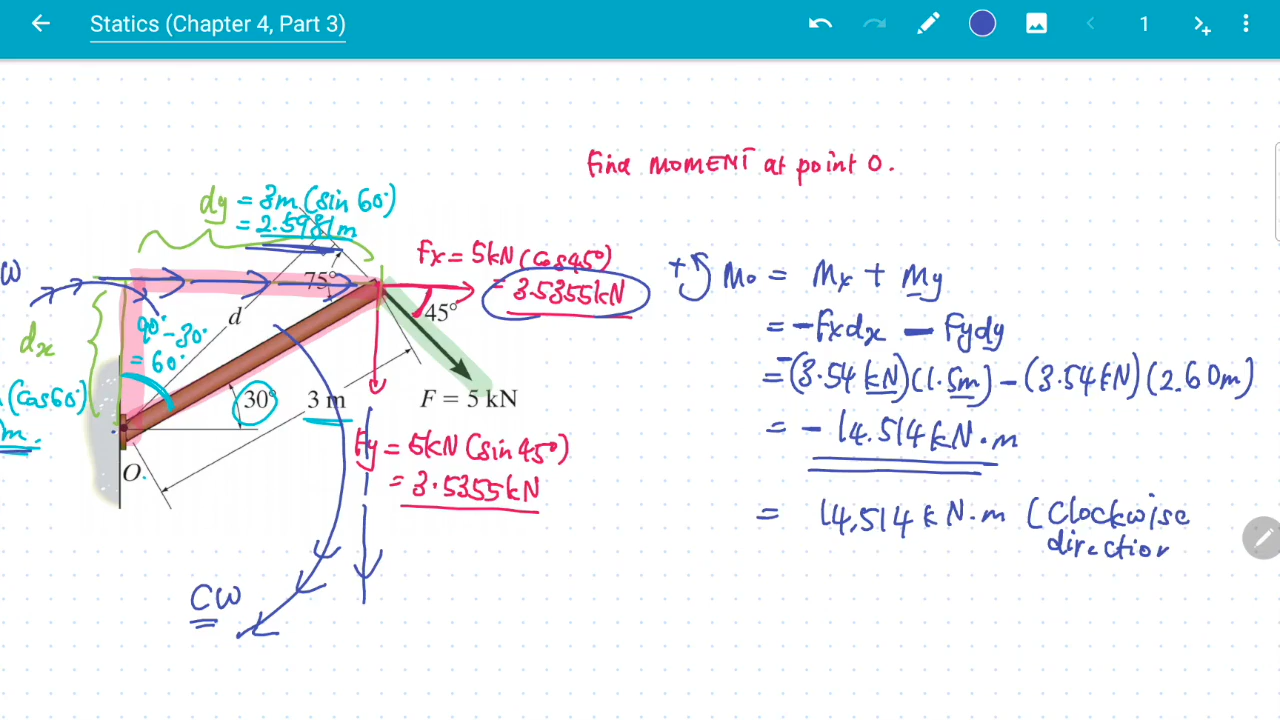 Statics (Chapter 4, Part 3)
1
Find MOMENT at point O.
dy = 3m (sin 60°)
= 2.5981m
Fx = 5kN (Cos45°)
= 3.5355kN
W
75°
45°
d
dx
90° - 30°
= 60°
(Cos60°)
m.
30°
3 m
F = 5 kN
O.
Fy = 5kN (sin 45°)
= 3.5355kN
CW
+ Mo = Mx + My
= -Fxdx - Fydy
= -(3.54 kN)(1.5m) - (3.54kN)(2.60m)
= - 14.514 kN.m
= 14.514 kN.m (Clockwise
direction